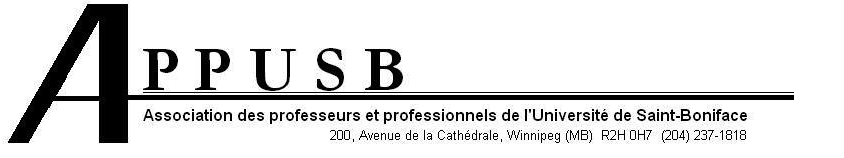 APPUSB
Association des professeurs et professionnels de l'Université de Saint-Boniface
200, Avenue de la Cathédrale, Winnipeg (MB) R2H 0H7 (204) 237-1818